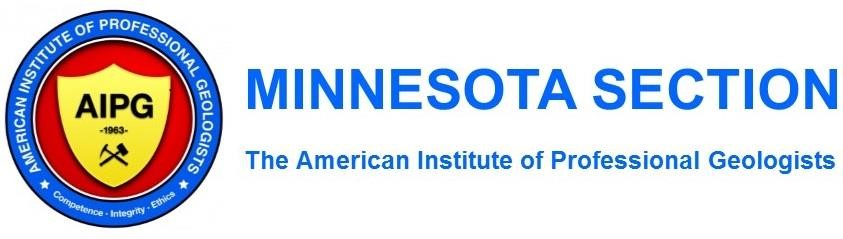 AMERICAN INSTITUTE OF PROFESSIONAL GEOLOGISTS
AIPG
-1963-
Competence - Integrity - Ethics
MINNESOTA SECTION
The American Institute of Professional Geologists